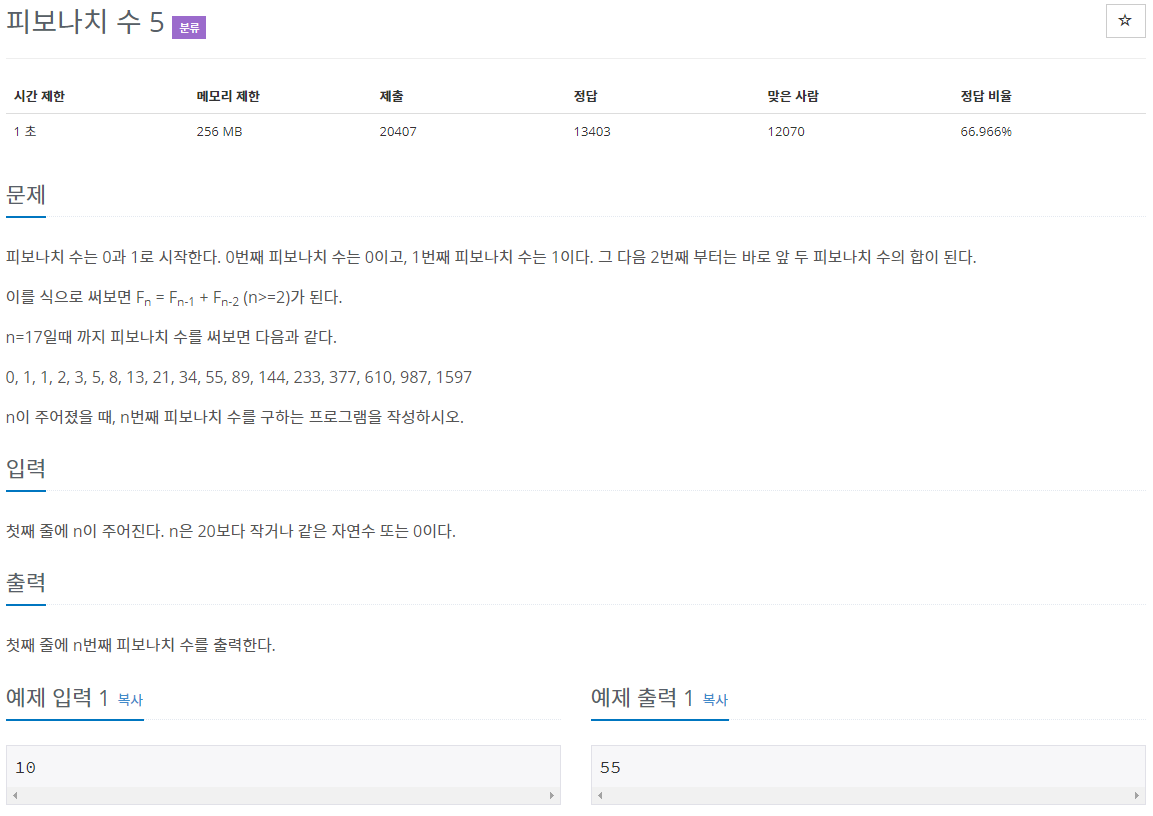 피보나치 수 5 분류
☆
시간 제한 메모리 제한 제출 정답 맞은 사람 정답 비율
1 초 256 MB 20407 13403 12070 66.966%
문제
피보나치 수는 0과 1로 시작한다. 0번째 피보나치 수는 0이고, 1번째 피보나치 수는 1이다. 그 다음 2번째 부터는 바로 앞 두 피보나치 수의 합이 된다.
이를 식으로 써보면 Fn = Fn-1 + Fn-2 (n>=2)가 된다.
n=17일때 까지 피보나치 수를 써보면 다음과 같다.
0, 1, 1, 2, 3, 5, 8, 13, 21, 34, 55, 89, 144, 233, 377, 610, 987, 1597
n이 주어졌을 때, n번째 피보나치 수를 구하는 프로그램을 작성하시오.
입력
첫째 줄에 n이 주어진다. n은 20보다 작거나 같은 자연수 또는 0이다.
출력
첫째 줄에 n번째 피보나치 수를 출력한다.
예제 입력 1 복사
10
예제 출력 1 복사
55